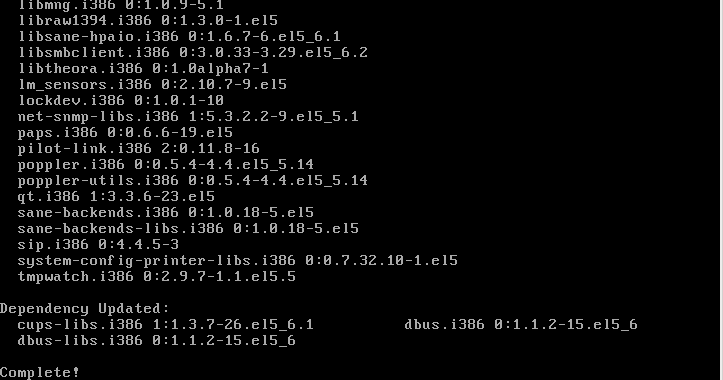 libmng.i386 0:1.0.9-5.1
libraw1394.i386 0:1.3.0-1.el5
libsane-hpaio.i386 0:1.6.7-6.el5_6.1
libsmbclient.i386 0:3.0.33-3.29.el5_6.2
libtheora.i386 0:1.0alpha7-1
lm_sensors.i386 0:2.10.7-9.el5
lockdev.i386 0:1.0.1-10
net-snmp-libs.i386 1:5.3.2.2-9.el5_5.1
paps.i386 0:0.6.6-19.el5
pilot-link.i386 2:0.11.8-16
poppler.i386 0:0.5.4-4.4.el5_5.14
poppler-utils.i386 0:0.5.4-4.4.el5_5.14
qt.i386 1:3.3.6-23.el5
sane-backends.i386 0:1.0.18-5.el5
sane-backends-libs.i386 0:1.0.18-5.el5
sip.i386 0:4.4.5-3
system-config-printer-libs.i386 0:0.7.32.10-1.el5
tmpwatch.i386 0:2.9.7-1.1.el5.5
Dependency Updated:
cups-libs.i386 1:1.3.7-26.el5_6.1 dbus.i386 0:1.1.2-15.el5_6
dbus-libs.i386 0:1.1.2-15.el5_6
Complete!